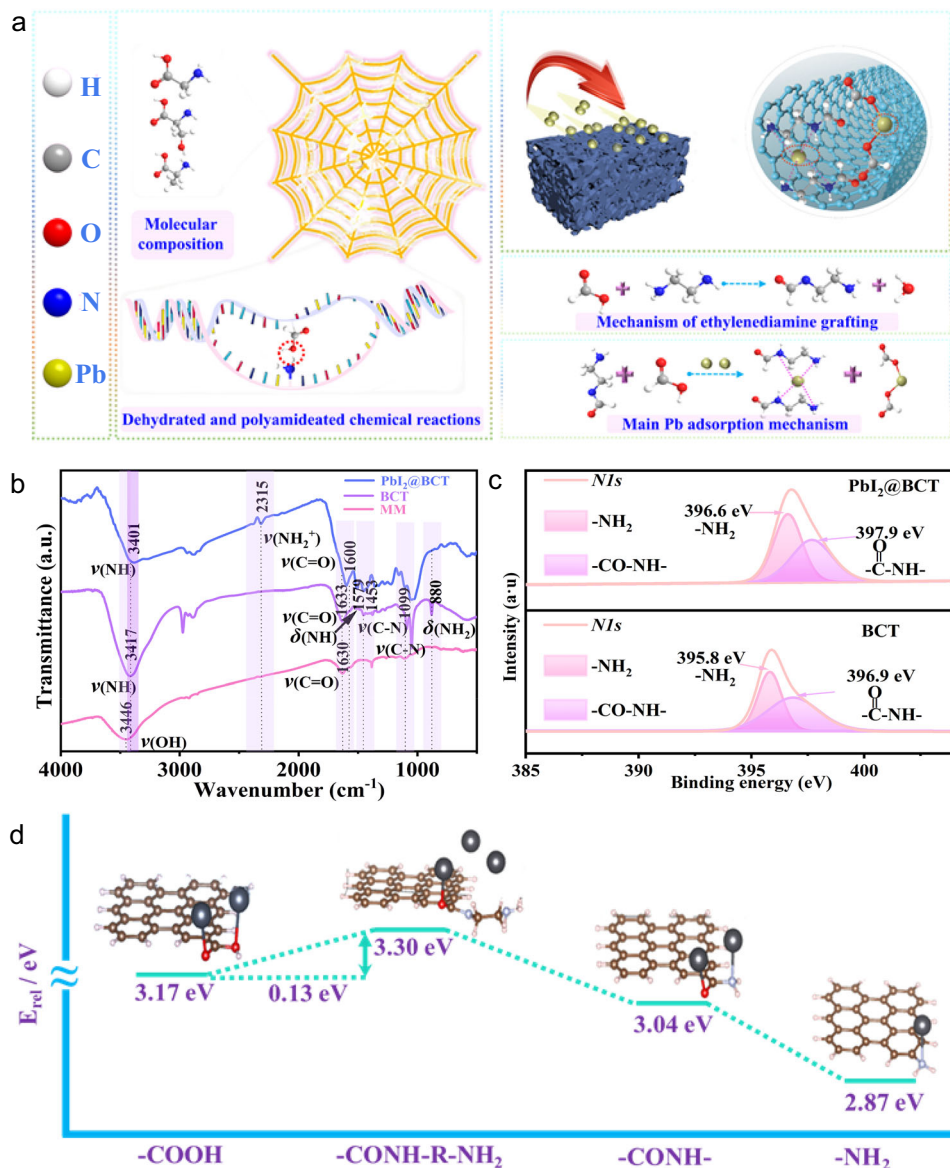 a
H
C
O
N
Pb
Molecular
composition
Dehydrated and polyamideated chemical reactions
Mechanism of ethylenediamine grafting
Main Pb adsorption mechanism
b
Transmittance (a.u.)
PbI₂@BCT
BCT
MM
3401
ν(NH)
2315
ν(NH₂⁺)
ν(C=O)
1600
3417
ν(NH)
3446
ν(OH)
ν(C=O)
1633
δ(NH)
1579
1453
ν(C-N)
1099
ν(C-N)
880
δ(NH₂)
1630
ν(C=O)
4000
3000
2000
1000
Wavenumber (cm⁻¹)
c
Intensity (a·u)
N1s
-NH₂
-CO-NH-
PbI₂@BCT
396.6 eV
-NH₂
397.9 eV
O
-C-NH-
N1s
-NH₂
-CO-NH-
BCT
395.8 eV
-NH₂
396.9 eV
O
-C-NH-
385
390
395
400
Binding energy (eV)
d
E_rel / eV
3.17 eV
0.13 eV
3.30 eV
3.04 eV
2.87 eV
-COOH
-CONH-R-NH₂
-CONH-
-NH₂